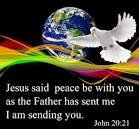 Jesus said peace be with you
as the Father has sent me
I am sending you.
John 20:21